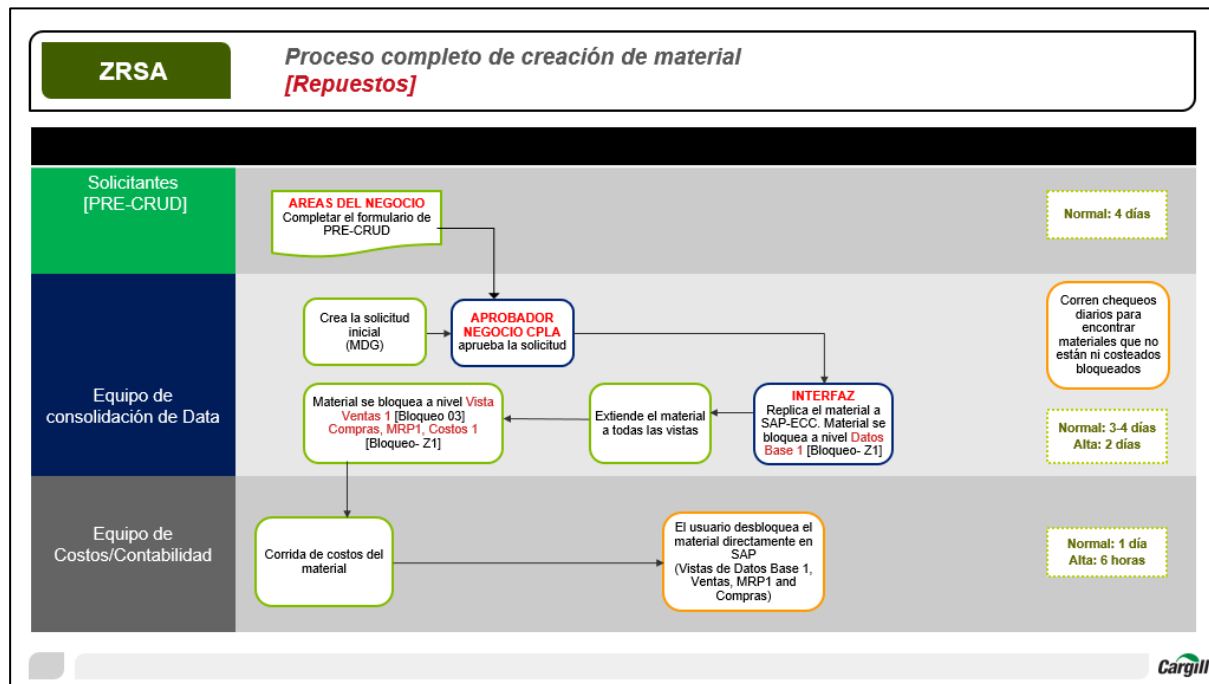 ZRSA
Proceso completo de creación de material
[Repuestos]
Solicitantes
[PRE-CRUD]
AREAS DEL NEGOCIO
Completar el formulario de
PRE-CRUD
Normal: 4 días
Equipo de
consolidación de Data
Crea la solicitud
inicial
(MDG)
APROBADOR
NEGOCIO CPLA
aprueba la solicitud
Corren chequeos
diarios para
encontrar
materiales que no
están ni costeados
bloqueados
Material se bloquea a nivel Vista
Ventas 1 [Bloqueo 03]
Compras, MRP1, Costos 1
[Bloqueo- Z1]
Extiende el material
a todas las vistas
INTERFAZ
Replica el material a
SAP-ECC. Material se
bloquea a nivel Datos
Base 1 [Bloqueo- Z1]
Normal: 3-4 días
Alta: 2 días
Equipo de
Costos/Contabilidad
Corrida de costos del
material
El usuario desbloquea el
material directamente en
SAP
(Vistas de Datos Base 1,
Ventas, MRP1 and
Compras)
Normal: 1 día
Alta: 6 horas
Cargill